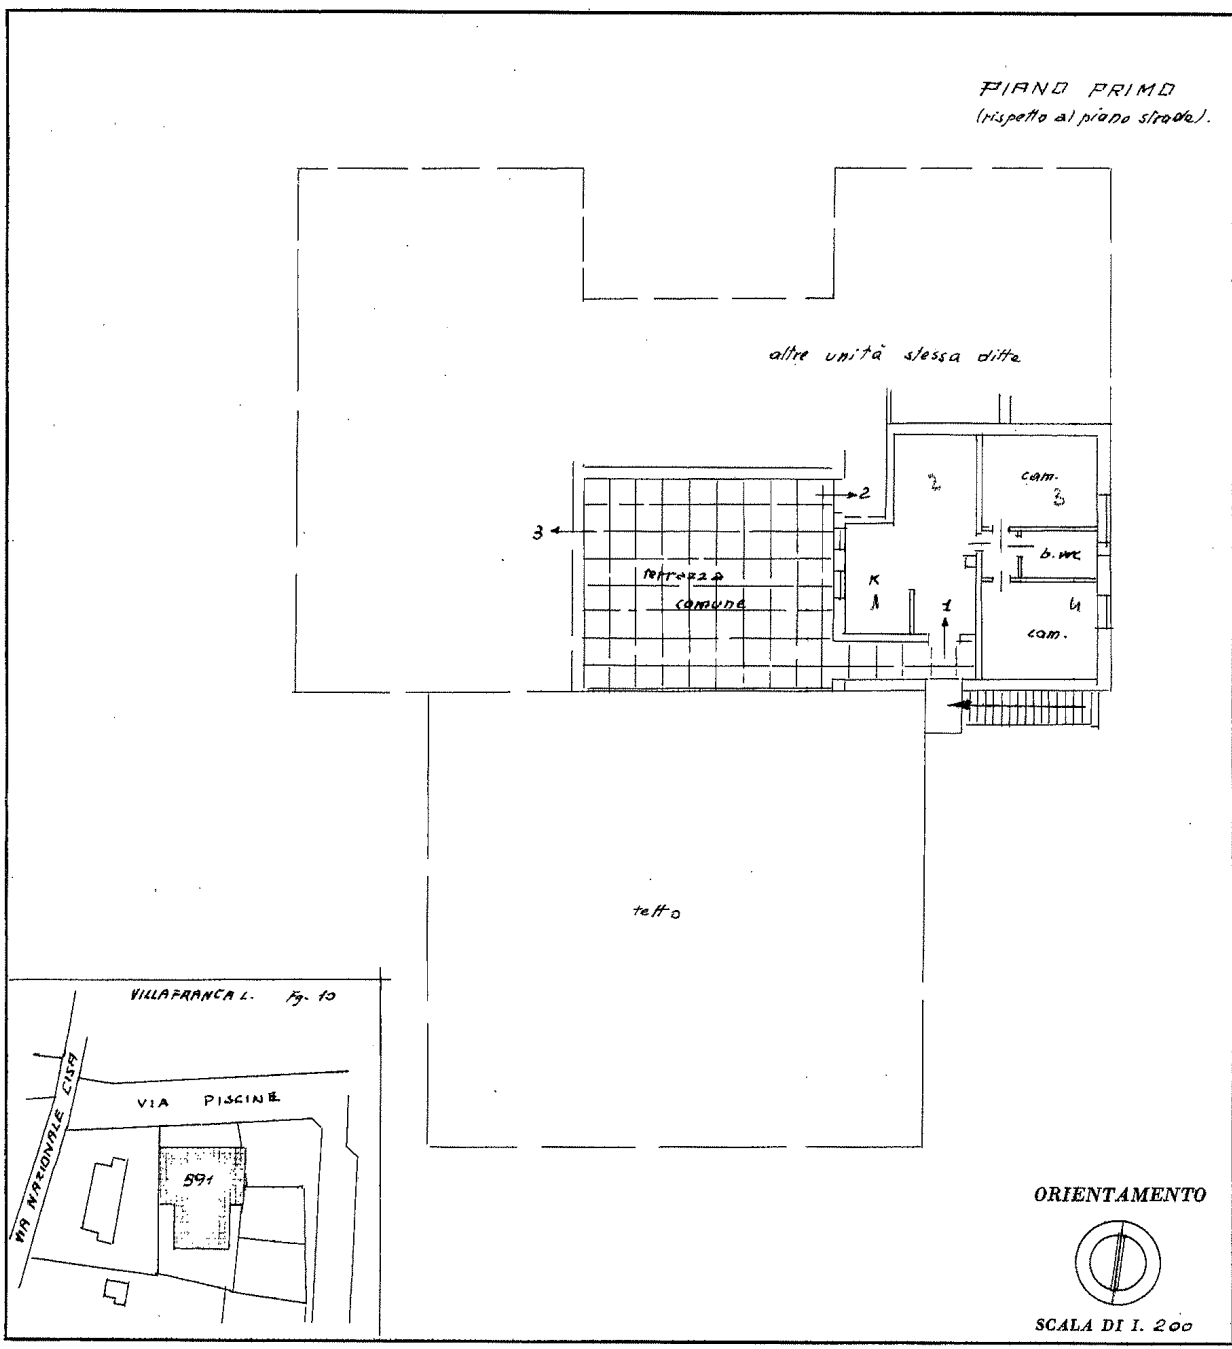 PIANO PRIMO
(rispetto al piano strada).
altre unità stessa ditta
2
cam.
3
2
3
b.wc
terrazza
comune
K
1
1
4
cam.
tetto
VILLAFRANCA L. Fg. 10
VIA NAZIONALE CISA
VIA PISCINE
591
ORIENTAMENTO
SCALA DI 1. 200